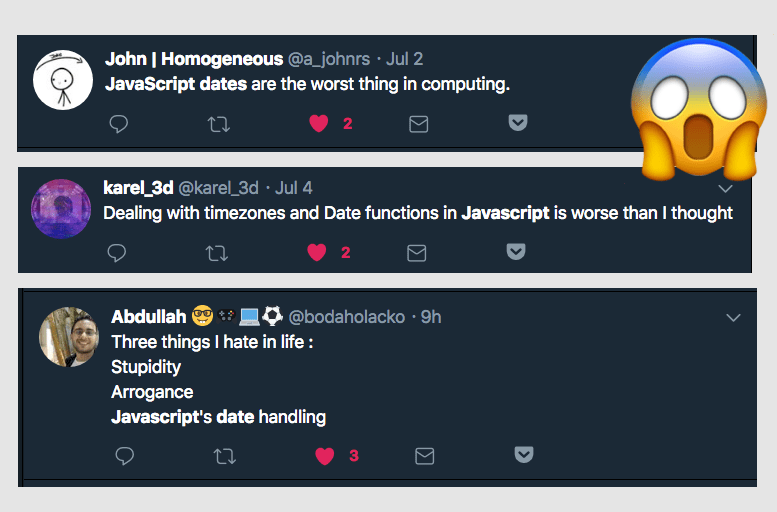 John | Homogeneous @a_johnrs · Jul 2
JavaScript dates are the worst thing in computing.
2
karel_3d @karel_3d · Jul 4
Dealing with timezones and Date functions in Javascript is worse than I thought
2
Abdullah 🤓🎮💻⚽ @bodaholacko · 9h
Three things I hate in life :
Stupidity
Arrogance
Javascript's date handling
3